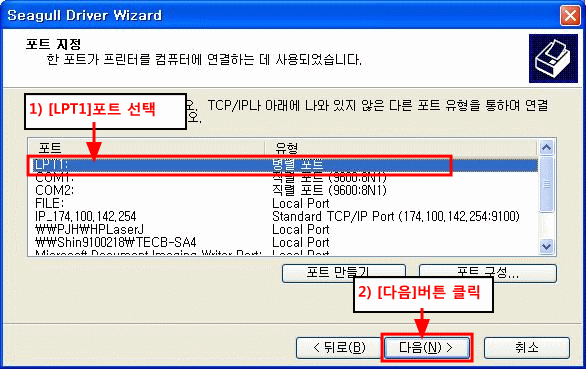 Seagull Driver Wizard
포트 지정
한 포트가 프린터를 컴퓨터에 연결하는 데 사용되었습니다.
1) [LPT1]포트 선택
오. TCP/IP나 아래에 나와 있지 않은 다른 포트 유형을 통하며 연결
오.
포트 유형
LPT1: 병렬 포트
COM1: 직렬 포트 (9600:8N1)
COM2: 직렬 포트 (9600:8N1)
FILE: Local Port
IP_174,100,142,254 Standard TCP/IP Port (174,100,142,254:9100)
₩₩PJH₩HPLaserJ Local Port
₩₩Shin9100218₩TECB-SA4 Local Port
Microsoft Document Imaging Writer Port: Local Port
포트 만들기 포트 구성...
2) [다음]버튼 클릭
< 뒤로(B) 다음(N) > 취소